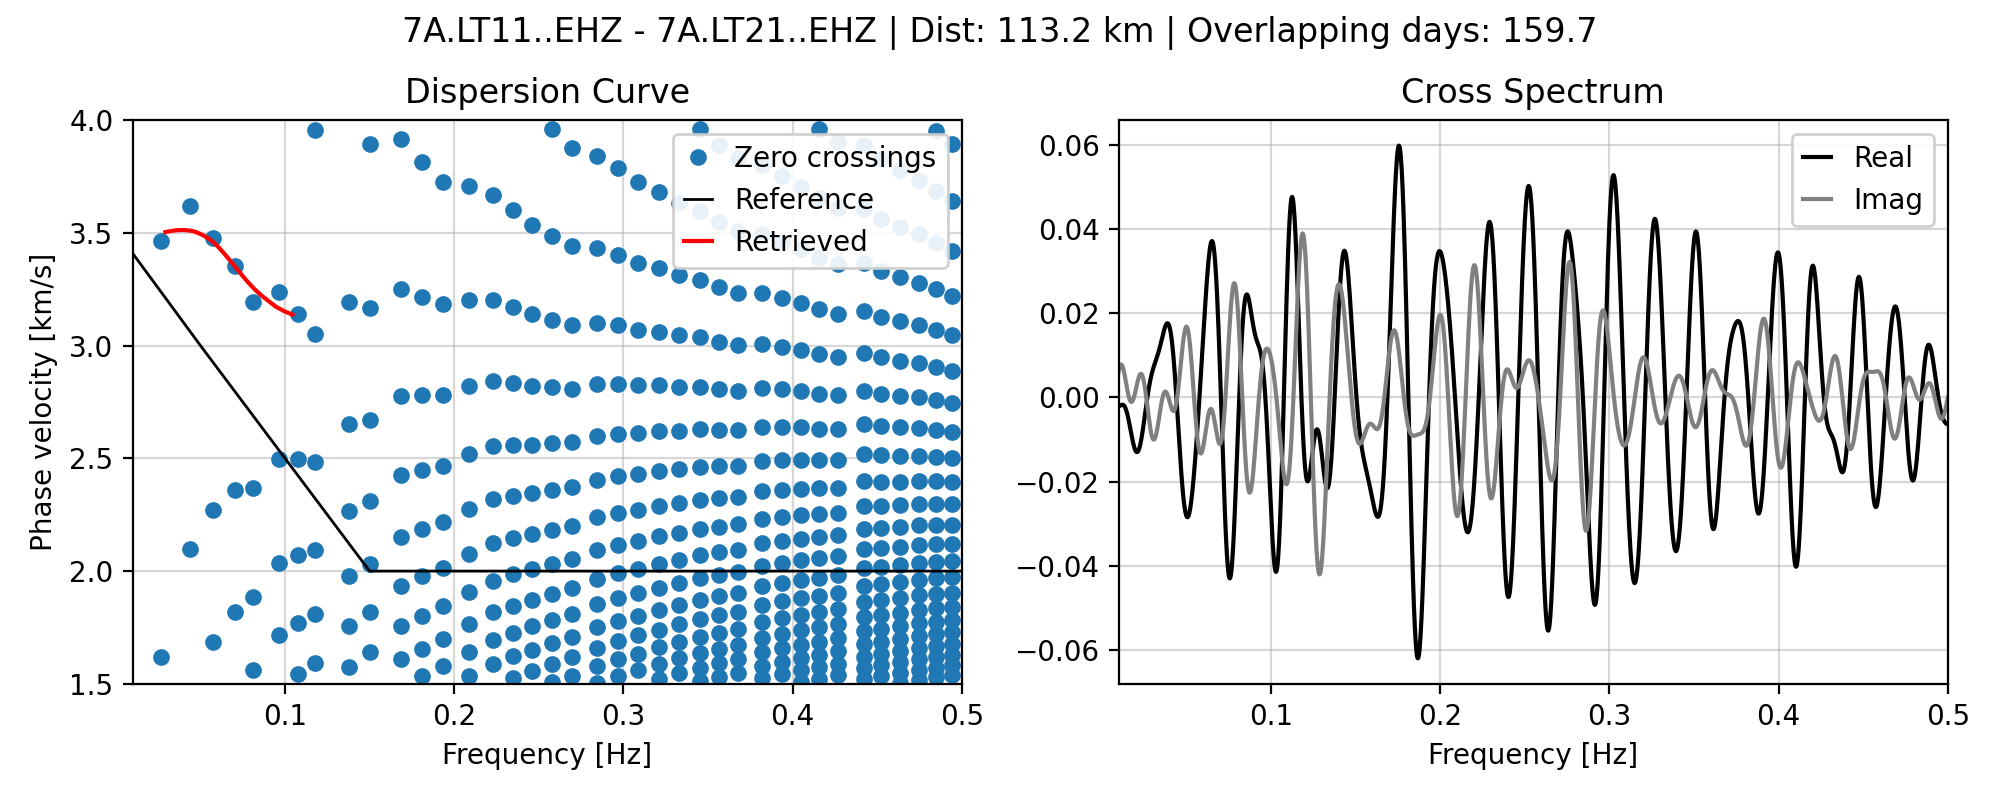 7A.LT11..EHZ - 7A.LT21..EHZ | Dist: 113.2 km | Overlapping days: 159.7
Dispersion Curve
4.0
3.5
3.0
2.5
2.0
1.5
Phase velocity [km/s]
0.1
0.2
0.3
0.4
0.5
Frequency [Hz]
Zero crossings
Reference
Retrieved
Cross Spectrum
0.06
0.04
0.02
0.00
−0.02
−0.04
−0.06
0.1
0.2
0.3
0.4
0.5
Frequency [Hz]
Real
Imag